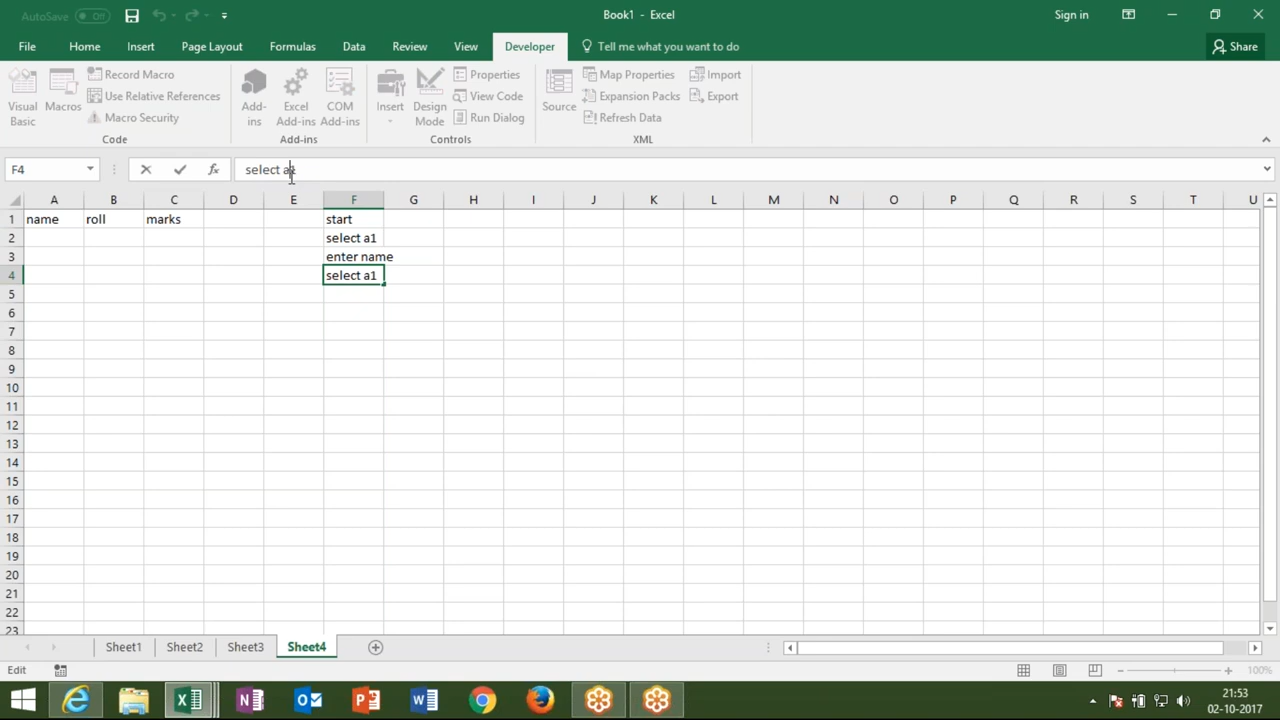 AutoSave Off
Book1 - Excel
Sign in
File Home Insert Page Layout Formulas Data Review View Developer Tell me what you want to do Share
Visual Basic
Macros
Record Macro
Use Relative References
Macro Security
Code
Add-ins
Excel Add-ins
COM Add-ins
Add-ins
Insert
Design Mode
Properties
View Code
Run Dialog
Controls
Source
Map Properties
Expansion Packs
Refresh Data
Import
Export
XML
F4 fx select a1
A B C D E F G H I J K L M N O P Q R S T U
1 name roll marks start
2 select a1
3 enter name
4 select a1
5
6
7
8
9
10
11
12
13
14
15
16
17
18
19
20
21
22
23
Sheet1 Sheet2 Sheet3 Sheet4
Edit 100%
21:53
02-10-2017